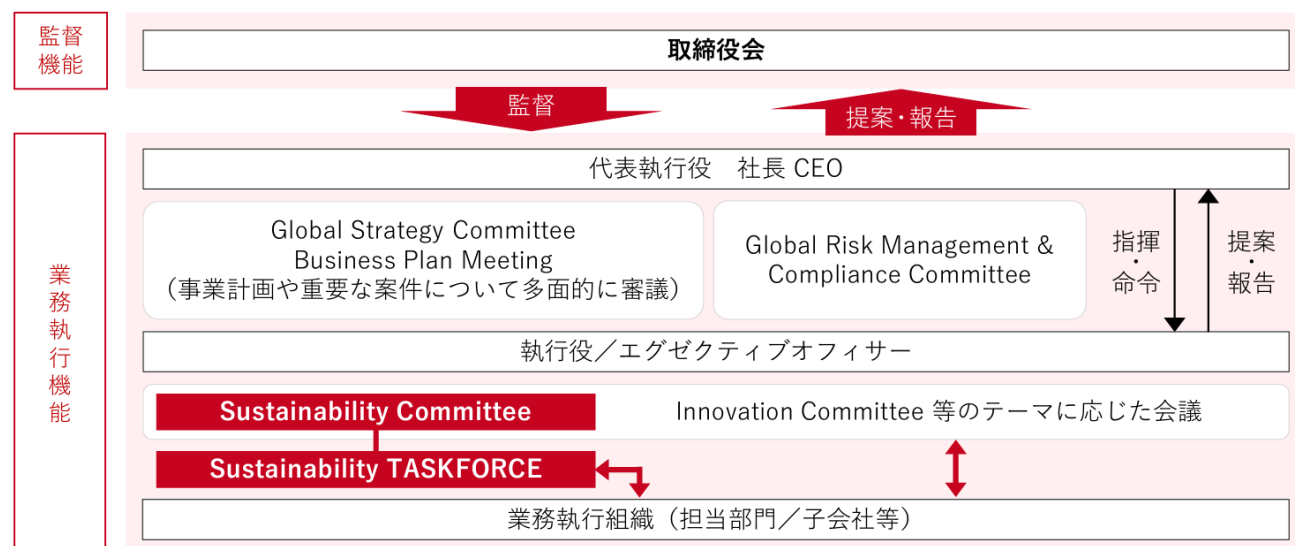 監督
機能
取締役会
監督
提案・報告
業務執行機能
代表執行役　社長 CEO
Global Strategy Committee
Business Plan Meeting
（事業計画や重要な案件について多面的に審議）
Global Risk Management &
Compliance Committee
指揮・命令
提案・報告
執行役／エグゼクティブオフィサー
Sustainability Committee
Innovation Committee 等のテーマに応じた会議
Sustainability TASKFORCE
業務執行組織（担当部門／子会社等）